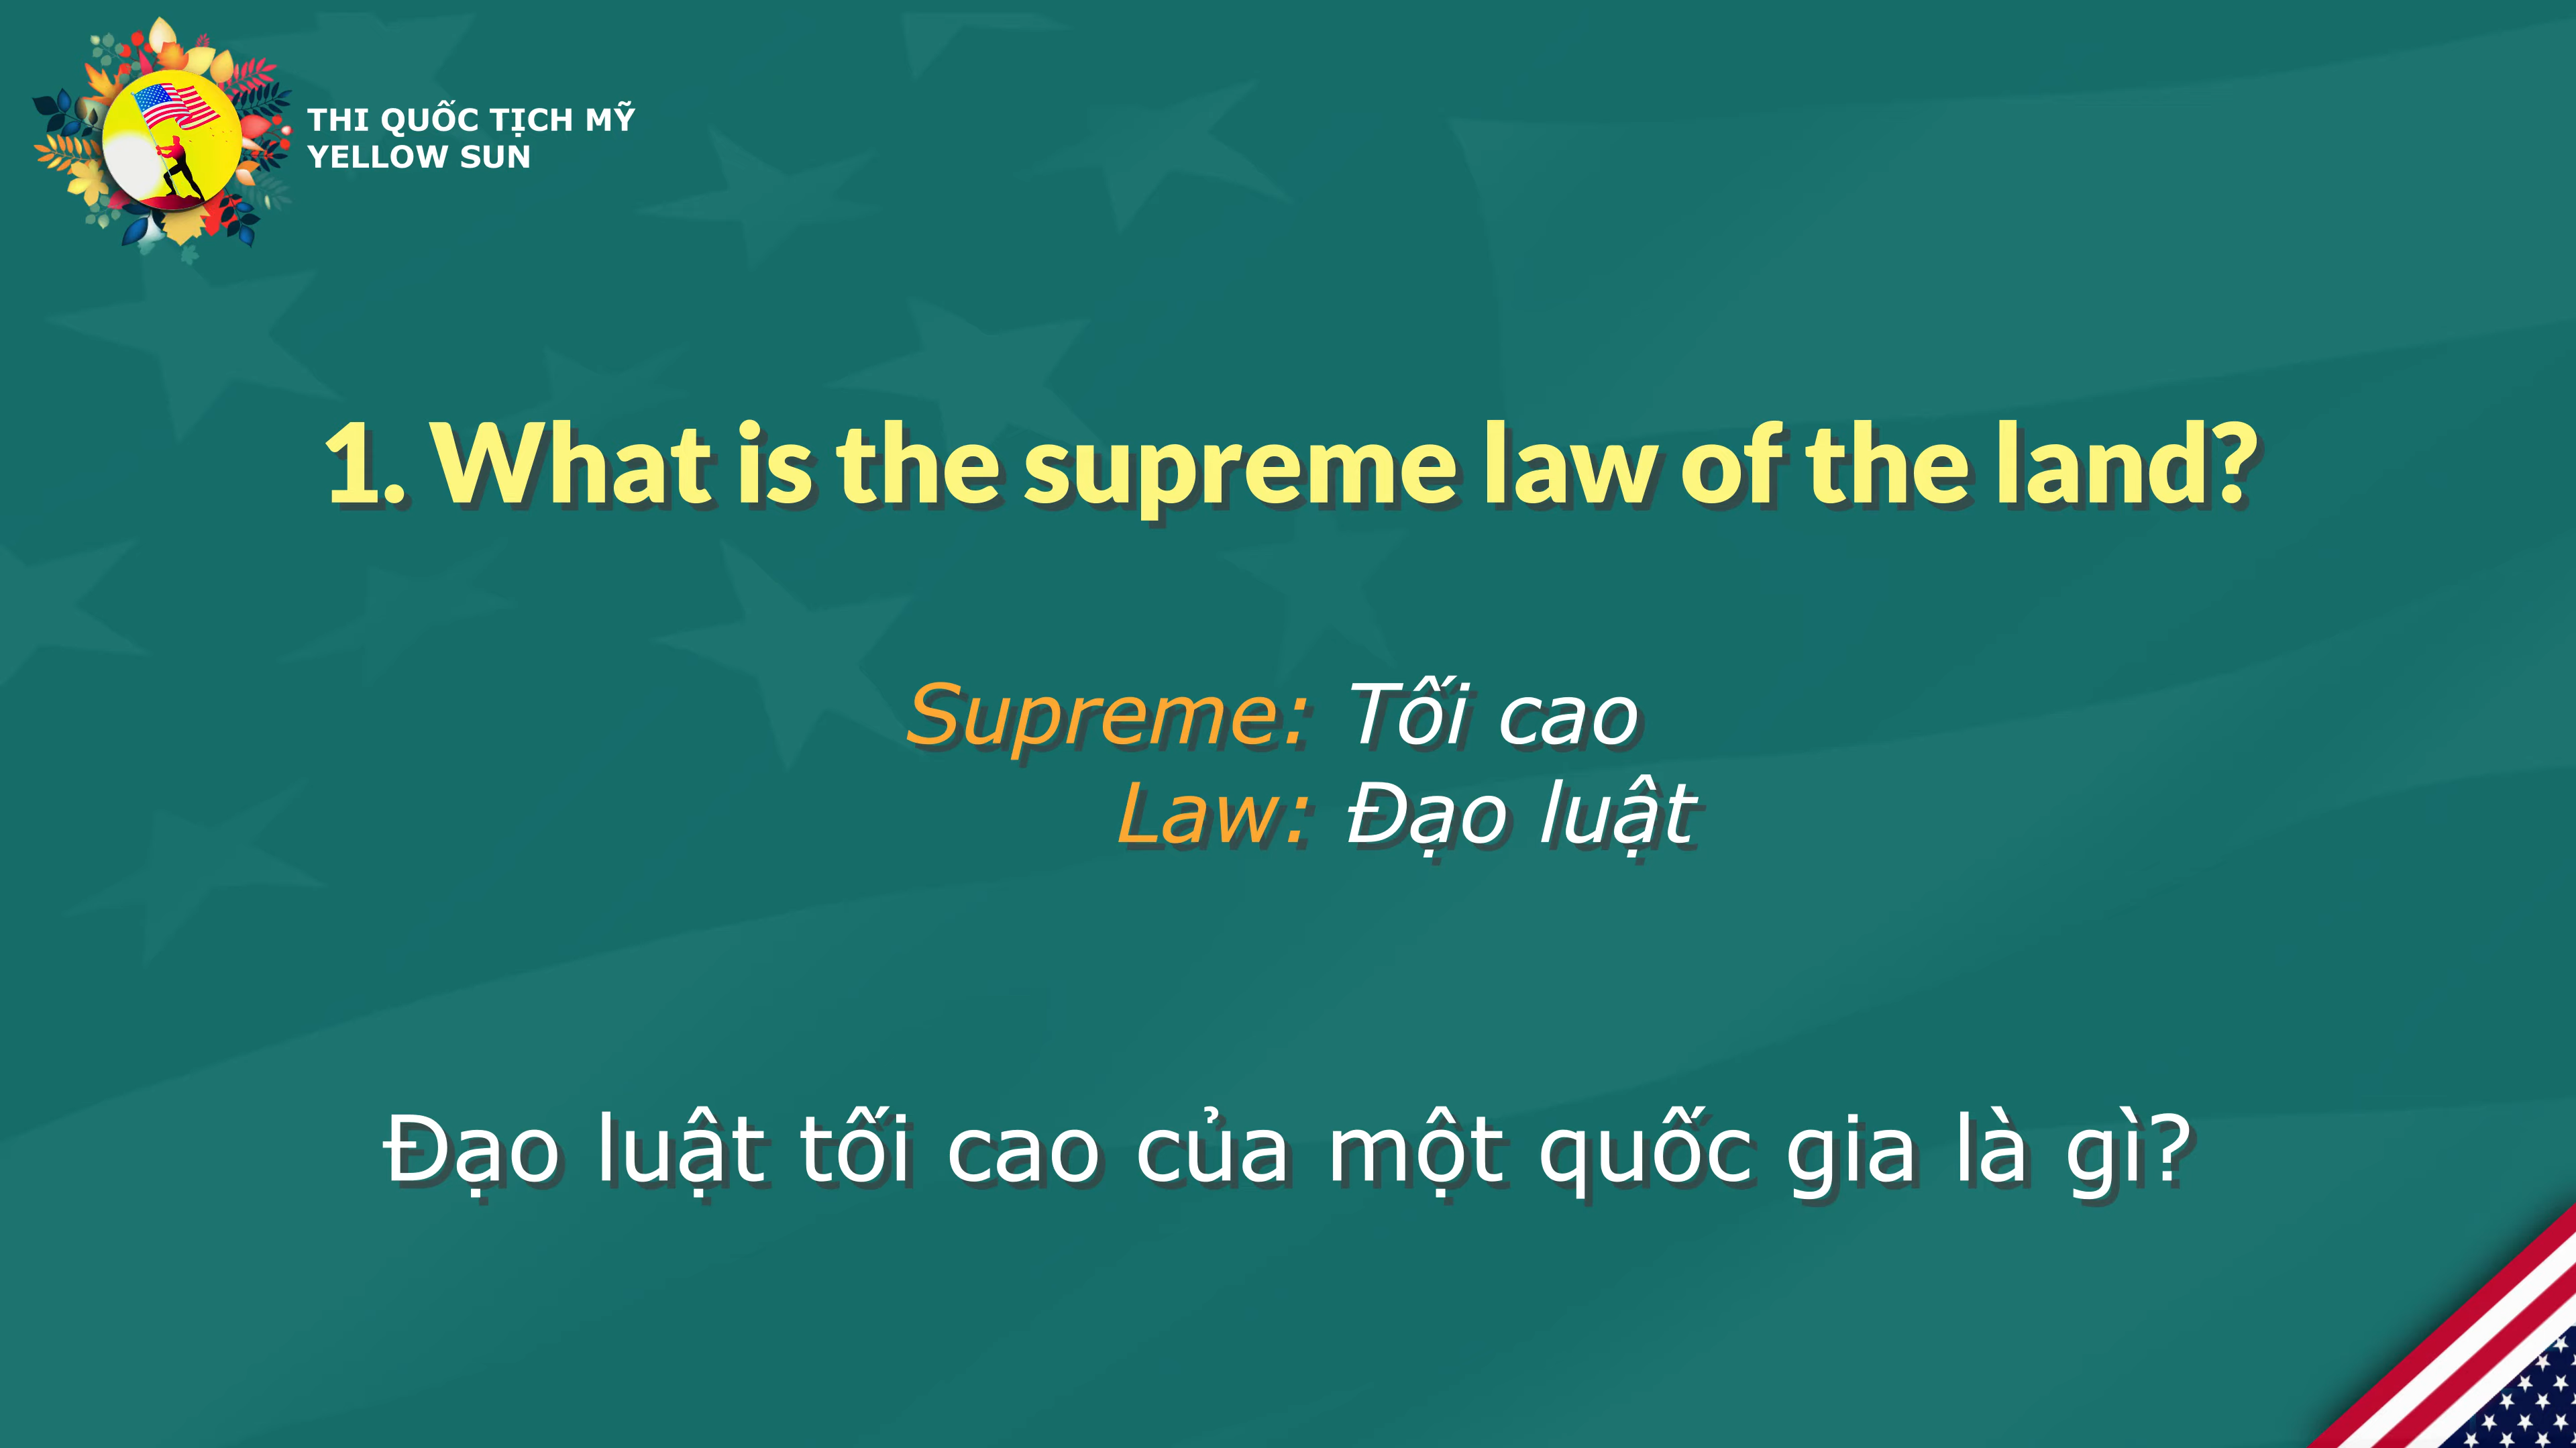 THI QUỐC TỊCH MỸ
YELLOW SUN
1. What is the supreme law of the land?
Supreme: Tối cao
Law: Đạo luật
Đạo luật tối cao của một quốc gia là gì?